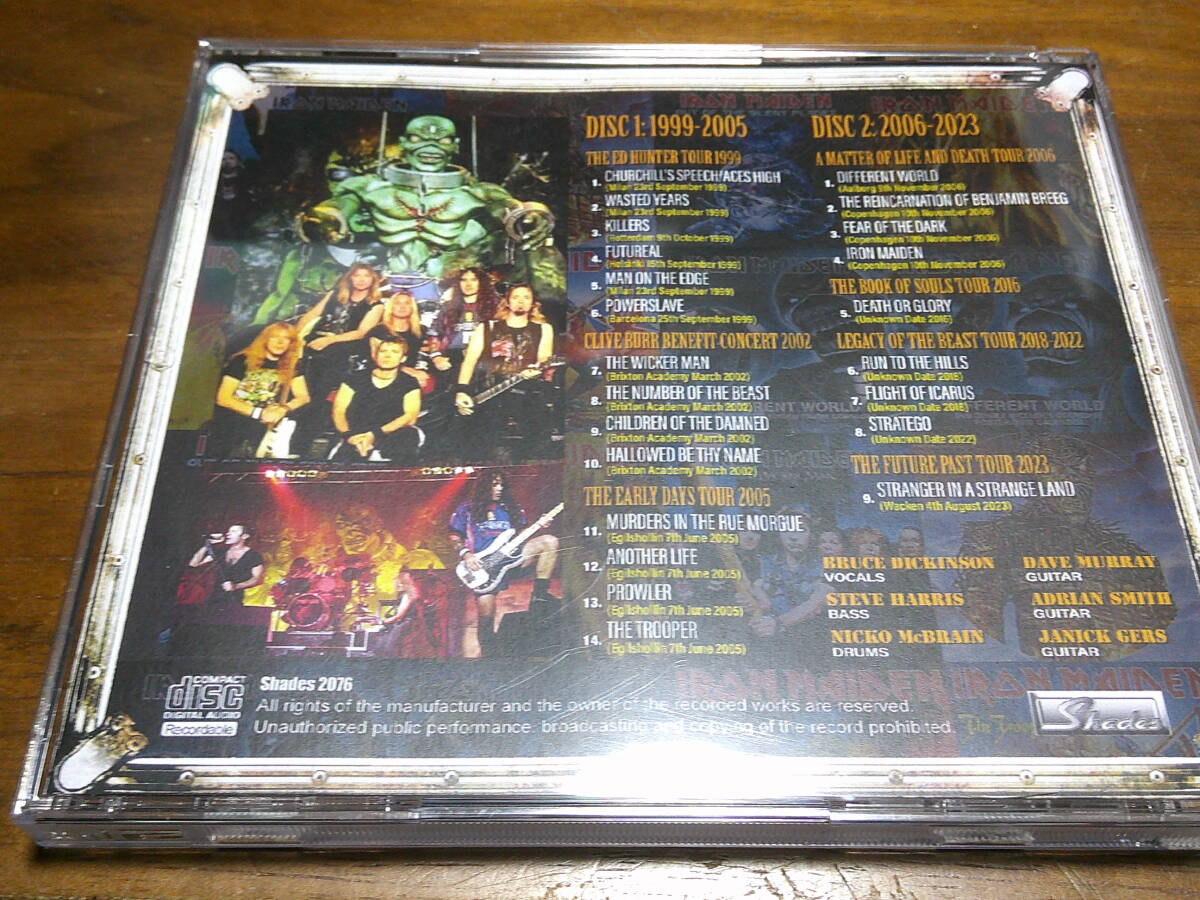 DISC 1: 1999-2005
THE ED HUNTER TOUR 1999
1. CHURCHILL'S SPEECH/ACES HIGH
(Milan 23rd September 1999)
2. WASTED YEARS
(Milan 23rd September 1999)
3. KILLERS
(Rotterdam 9th October 1999)
4. FUTUREAL
(Helsinki 15th September 1999)
5. MAN ON THE EDGE
(Milan 23rd September 1999)
6. POWERSLAVE
(Barcelona 25th September 1999)
CLIVE BURR BENEFIT CONCERT 2002
7. THE WICKER MAN
(Brixton Academy March 2002)
8. THE NUMBER OF THE BEAST
(Brixton Academy March 2002)
9. CHILDREN OF THE DAMNED
(Brixton Academy March 2002)
10. HALLOWED BE THY NAME
(Brixton Academy March 2002)
THE EARLY DAYS TOUR 2005
11. MURDERS IN THE RUE MORGUE
(Egilshollin 7th June 2005)
12. ANOTHER LIFE
(Egilshollin 7th June 2005)
13. PROWLER
(Egilshollin 7th June 2005)
14. THE TROOPER
(Egilshollin 7th June 2005)
DISC 2: 2006-2023
A MATTER OF LIFE AND DEATH TOUR 2006
1. DIFFERENT WORLD
(Aalborg 9th November 2006)
2. THE REINCARNATION OF BENJAMIN BREEG
(Copenhagen 10th November 2006)
3. FEAR OF THE DARK
(Copenhagen 10th November 2006)
4. IRON MAIDEN
(Copenhagen 10th November 2006)
THE BOOK OF SOULS TOUR 2016
5. DEATH OR GLORY
(Unknown Date 2016)
LEGACY OF THE BEAST TOUR 2018-2022
6. RUN TO THE HILLS
(Unknown Date 2018)
7. FLIGHT OF ICARUS
(Unknown Date 2018)
8. STRATEGO
(Unknown Date 2022)
THE FUTURE PAST TOUR 2023
9. STRANGER IN A STRANGE LAND
(Wacken 4th August 2023)
BRUCE DICKINSON
VOCALS
DAVE MURRAY
GUITAR
STEVE HARRIS
BASS
ADRIAN SMITH
GUITAR
NICKO McBRAIN
DRUMS
JANICK GERS
GUITAR
IRON MAIDEN
IRON MAIDEN
IRON MAIDEN
DIFFERENT WORLD
IRON MAIDEN
IRON MAIDEN
COMPACT
disc
DIGITAL AUDIO
Recordable
Shades 2076
All rights of the manufacturer and the owner of the recorded works are reserved.
Unauthorized public performance. broadcasting and copying of the record prohibited.
Shades